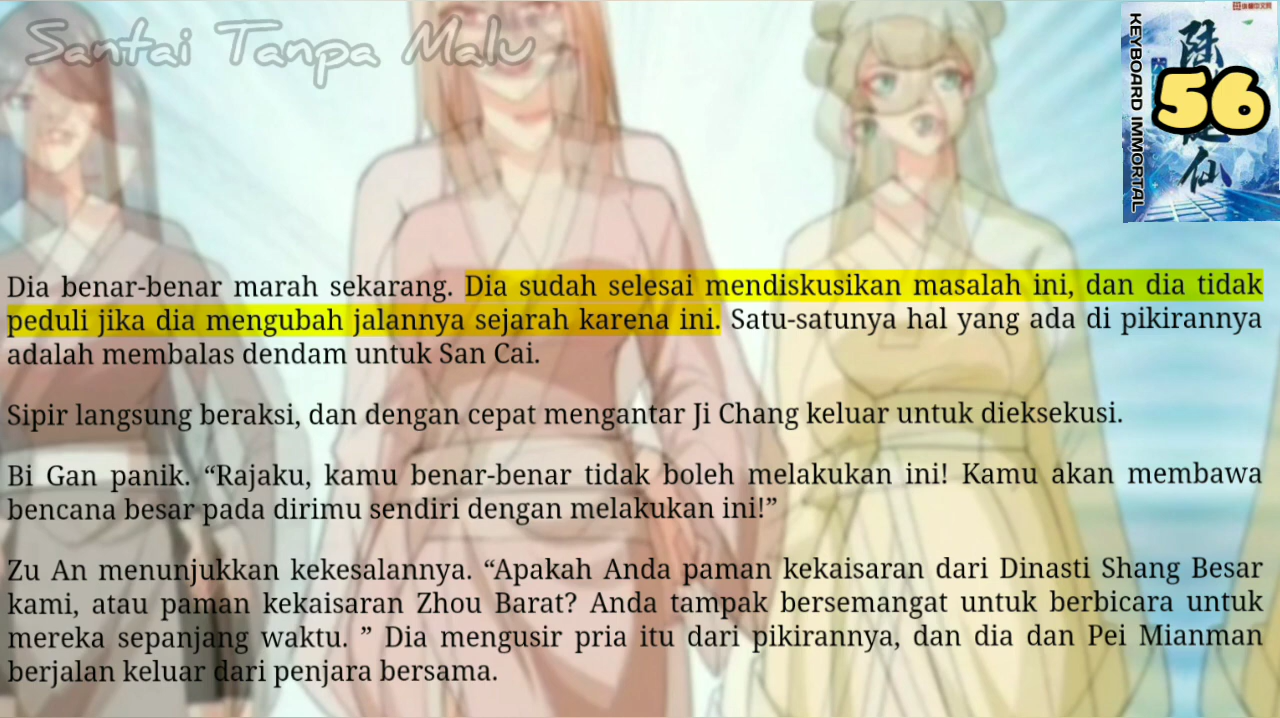 Santai Tanpa Malu
KEYBOARD IMMORTAL
56
Dia benar-benar marah sekarang. Dia sudah selesai mendiskusikan masalah ini, dan dia tidak
peduli jika dia mengubah jalannya sejarah karena ini. Satu-satunya hal yang ada di pikirannya
adalah membalas dendam untuk San Cai.
Sipir langsung beraksi, dan dengan cepat mengantar Ji Chang keluar untuk dieksekusi.
Bi Gan panik. “Rajaku, kamu benar-benar tidak boleh melakukan ini! Kamu akan membawa
bencana besar pada dirimu sendiri dengan melakukan ini!”
Zu An menunjukkan kekesalannya. “Apakah Anda paman kekaisaran dari Dinasti Shang Besar
kami, atau paman kekaisaran Zhou Barat? Anda tampak bersemangat untuk berbicara untuk
mereka sepanjang waktu. ” Dia mengusir pria itu dari pikirannya, dan dia dan Pei Mianman
berjalan keluar dari penjara bersama.